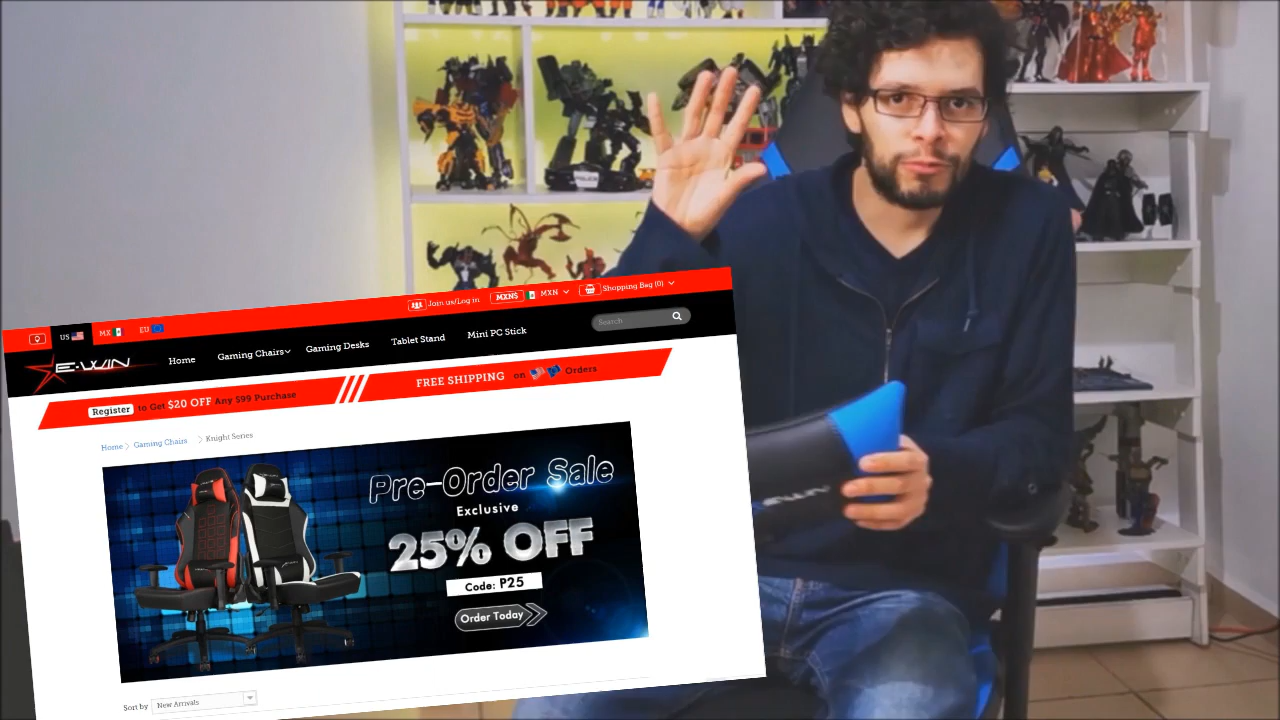 POLICE
Join us/Log in
MXN$
MXN
Shopping Bag (0)
US
MX
EU
E-WIN
Home
Gaming Chairs
Gaming Desks
Tablet Stand
Mini PC Stick
Search
Register to Get $20 OFF Any $99 Purchase
FREE SHIPPING on Orders
Home > Gaming Chairs > Knight Series
Pre-Order Sale
Exclusive
25% OFF
Code: P25
Order Today
Sort by New Arrivals
E-WIN